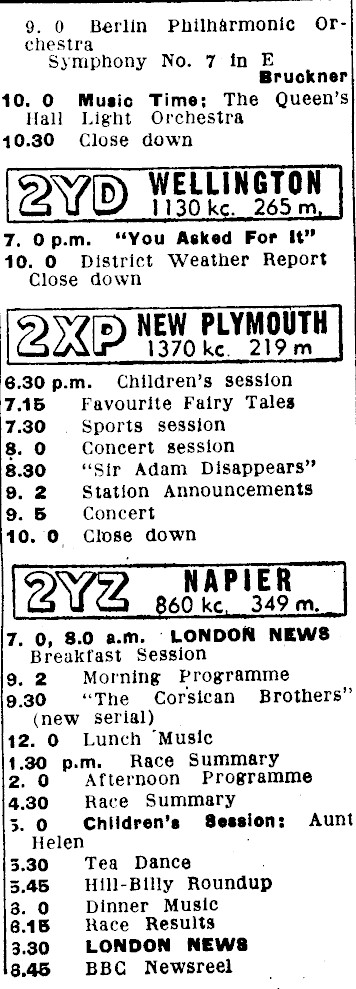 9. 0 Berlin Philharmonic Or-
chestra
Symphony No. 7 in E
Bruckner
10. 0 Music Time: The Queen's
Hall Light Orchestra
10.30 Close down
2YD WELLINGTON
1130 kc. 265 m.
7. 0 p.m. "You Asked For It"
10. 0 District Weather Report
Close down
2XP NEW PLYMOUTH
1370 kc. 219 m
6.30 p.m. Children's session
7.15 Favourite Fairy Tales
7.30 Sports session
8. 0 Concert session
8.30 "Sir Adam Disappears"
9. 2 Station Announcements
9. 5 Concert
10. 0 Close down
2YZ NAPIER
860 kc. 349 m.
7. 0, 8.0 a.m. LONDON NEWS
Breakfast Session
9. 2 Morning Programme
9.30 "The Corsican Brothers"
(new serial)
12. 0 Lunch Music
1.30 p.m. Race Summary
2. 0 Afternoon Programme
4.30 Race Summary
5. 0 Children's Session: Aunt
Helen
5.30 Tea Dance
5.45 Hill-Billy Roundup
6. 0 Dinner Music
6.15 Race Results
6.30 LONDON NEWS
6.45 BBC Newsreel